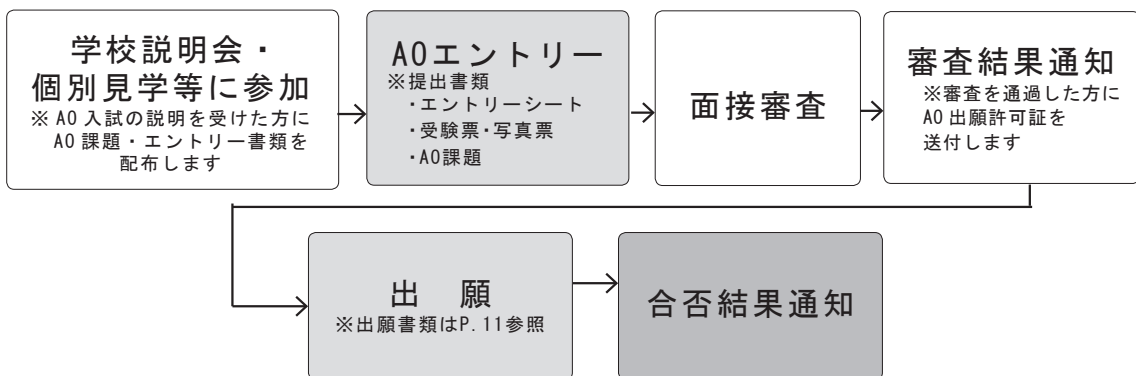 学校説明会・
個別見学等に参加
※AO入試の説明を受けた方に
AO課題・エントリー書類を
配布します
AOエントリー
※提出書類
・エントリーシート
・受験票・写真票
・AO課題
面接審査
審査結果通知
※審査を通過した方に
AO出願許可証を
送付します
出　願
※出願書類はP.11参照
合否結果通知